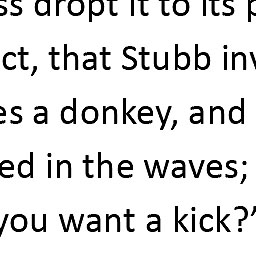 ss dropt it to its p
ct, that Stubb inv
es a donkey, and
ed in the waves;
you want a kick?"